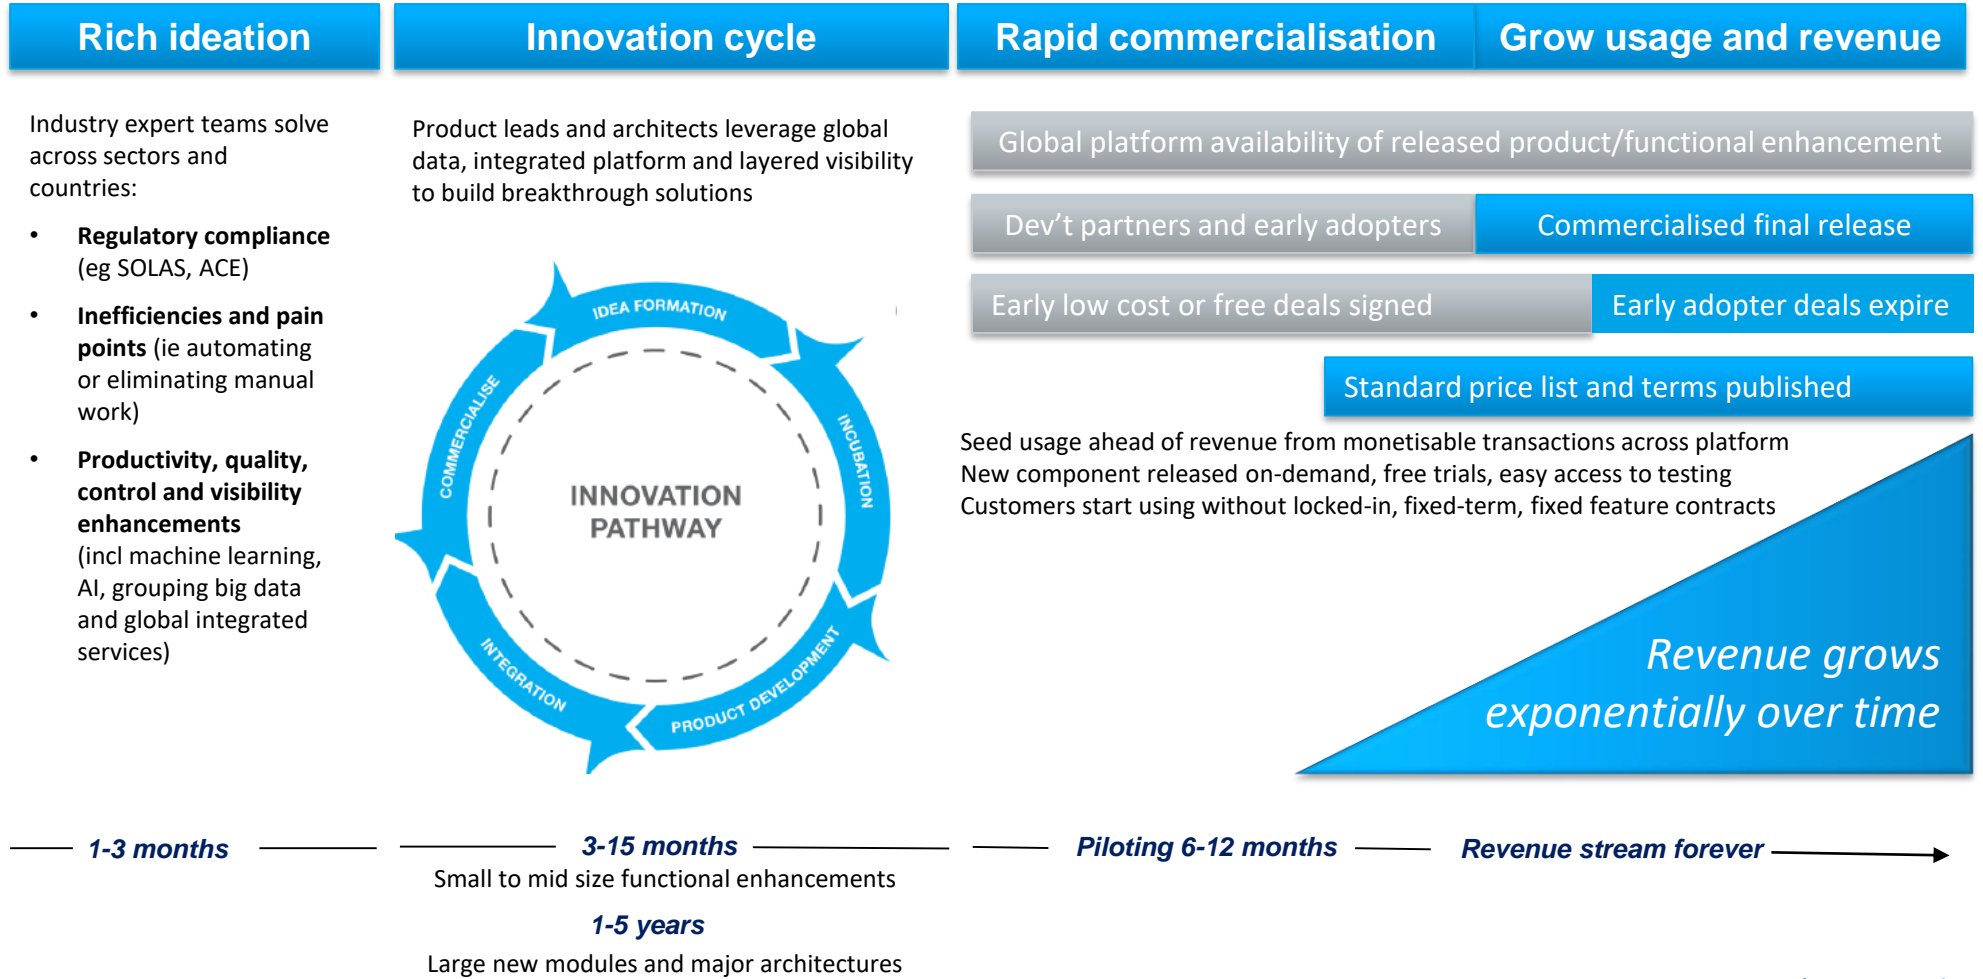 Rich ideation
Innovation cycle
Rapid commercialisation
Grow usage and revenue
Industry expert teams solve
across sectors and
countries:
• Regulatory compliance
(eg SOLAS, ACE)
• Inefficiencies and pain
points (ie automating
or eliminating manual
work)
• Productivity, quality,
control and visibility
enhancements
(incl machine learning,
AI, grouping big data
and global integrated
services)
Product leads and architects leverage global
data, integrated platform and layered visibility
to build breakthrough solutions
IDEA FORMATION
INCUBATION
PRODUCT DEVELOPMENT
INTEGRATION
COMMERCIALISE
INNOVATION
PATHWAY
Global platform availability of released product/functional enhancement
Dev't partners and early adopters
Commercialised final release
Early low cost or free deals signed
Early adopter deals expire
Standard price list and terms published
Seed usage ahead of revenue from monetisable transactions across platform
New component released on-demand, free trials, easy access to testing
Customers start using without locked-in, fixed-term, fixed feature contracts
Revenue grows
exponentially over time
1-3 months
3-15 months
Small to mid size functional enhancements
1-5 years
Large new modules and major architectures
Piloting 6-12 months
Revenue stream forever